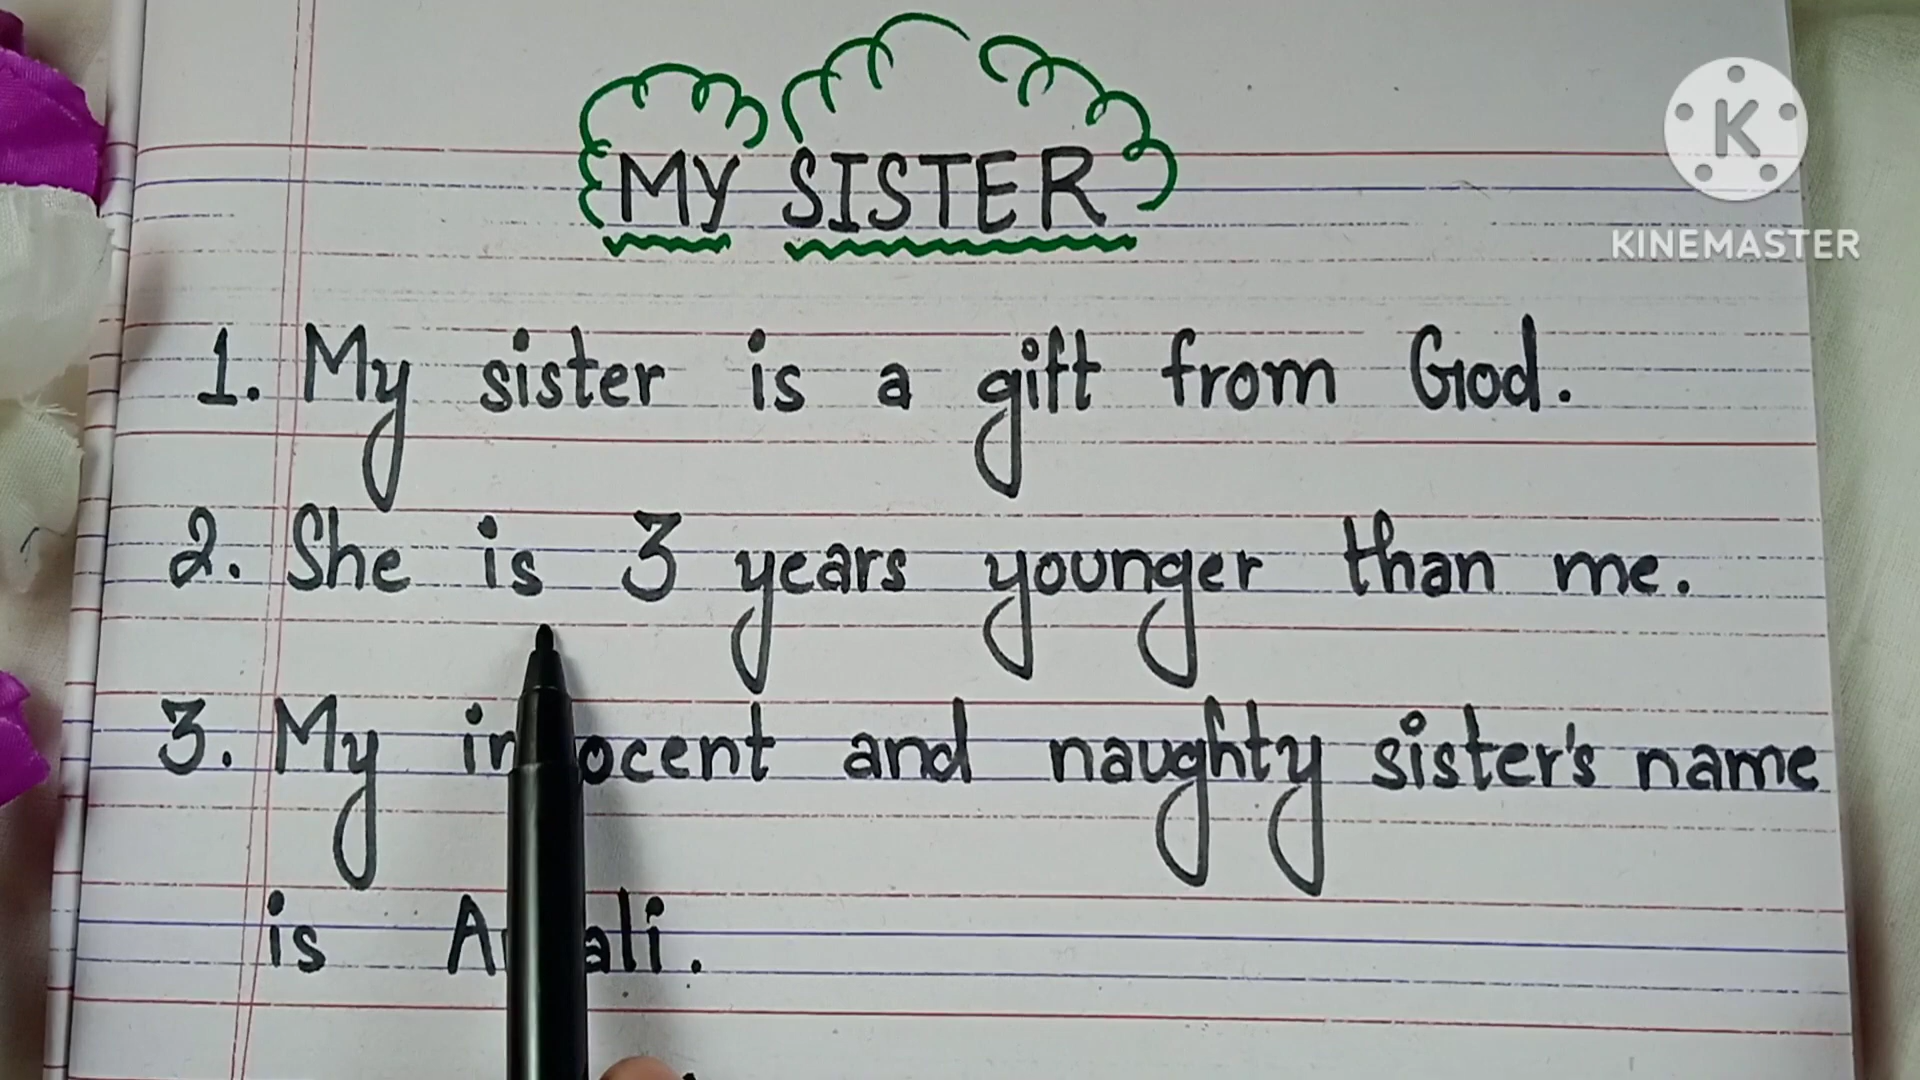 MY SISTER
K
KINEMASTER
1. My sister is a gift from God.
2. She is 3 years younger than me.
3. My and naughty sister's name
is